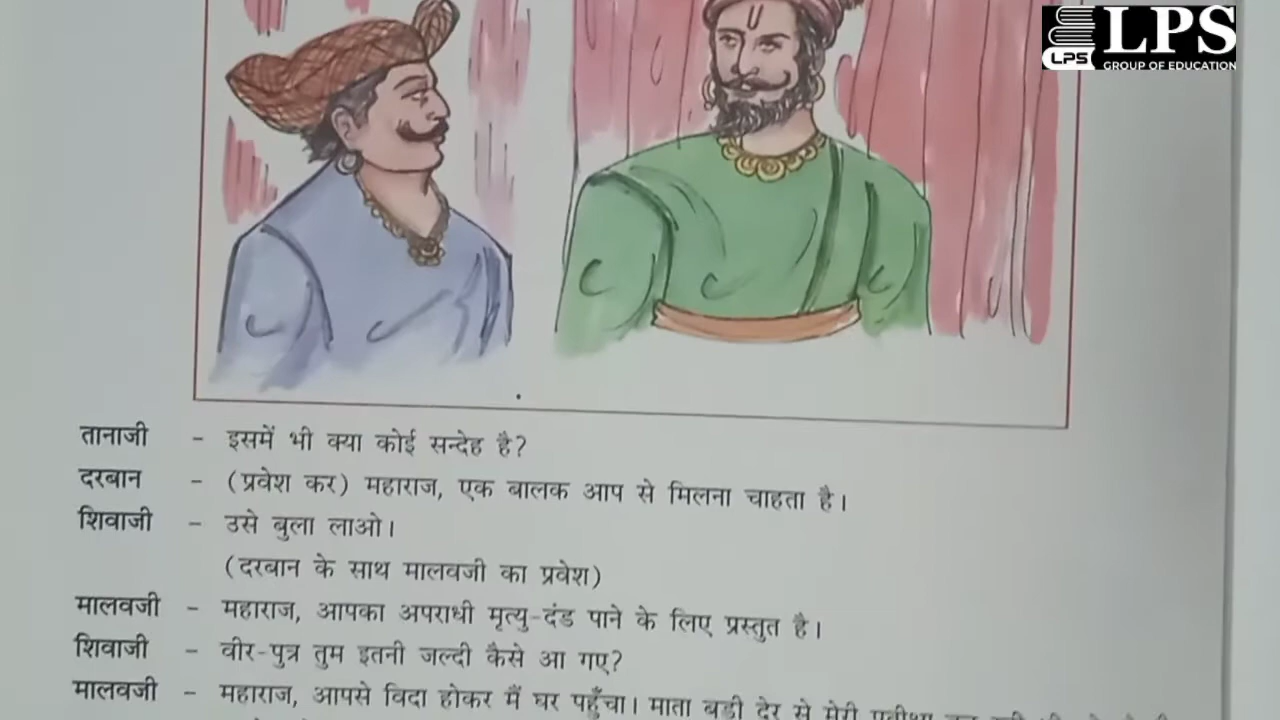 LPS
LPS
GROUP OF EDUCATION
तानाजी - इसमें भी क्या कोई सन्देह है?
दरबान - (प्रवेश कर) महाराज, एक बालक आप से मिलना चाहता है।
शिवाजी - उसे बुला लाओ।
(दरबान के साथ मालवजी का प्रवेश)
मालवजी - महाराज, आपका अपराधी मृत्यु-दंड पाने के लिए प्रस्तुत है।
शिवाजी - वीर-पुत्र तुम इतनी जल्दी कैसे आ गए?
मालवजी - महाराज, आपसे विदा होकर मैं घर पहुँचा। माता बड़ी देर से मेरी